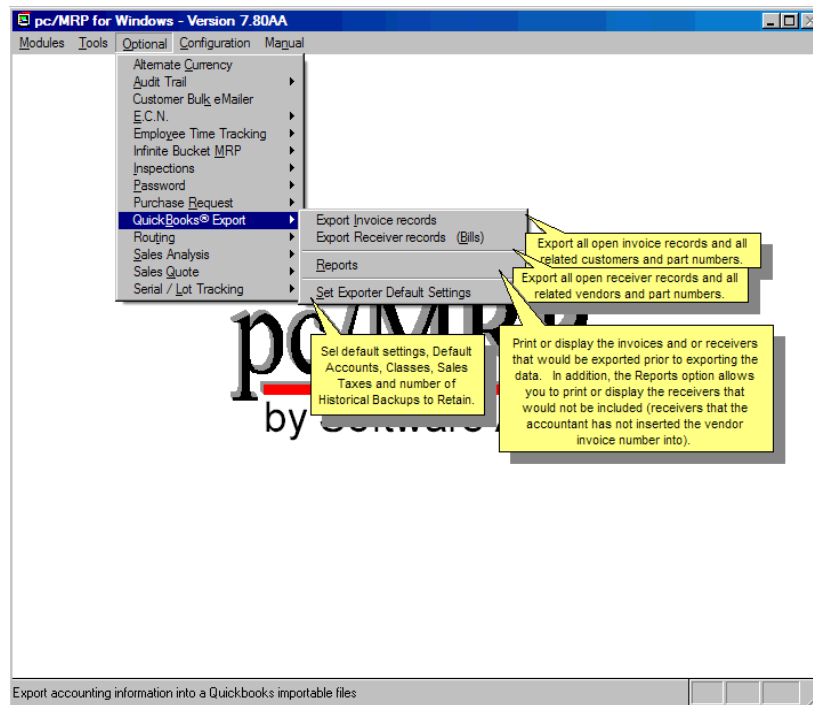 pc/MRP for Windows - Version 7.80AA
Modules Tools Optional Configuration Manual
Alternate Currency
Audit Trail
Customer Bulk eMailer
E.C.N.
Employee Time Tracking
Infinite Bucket MRP
Inspections
Password
Purchase Request
QuickBooks® Export
Routing
Sales Analysis
Sales Quote
Serial / Lot Tracking
Export Invoice records
Export Receiver records (Bills)
Reports
Set Exporter Default Settings
Export all open invoice records and all
related customers and part numbers.
Export all open receiver records and all
related vendors and part numbers.
Print or display the invoices and or receivers
that would be exported prior to exporting the
data. In addition, the Reports option allows
you to print or display the receivers that
would not be included (receivers that the
accountant has not inserted the vendor
invoice number into).
Sel default settings, Default
Accounts, Classes, Sales
Taxes and number of
Historical Backups to Retain.
pc/MRP
by Software
Export accounting information into a Quickbooks importable files